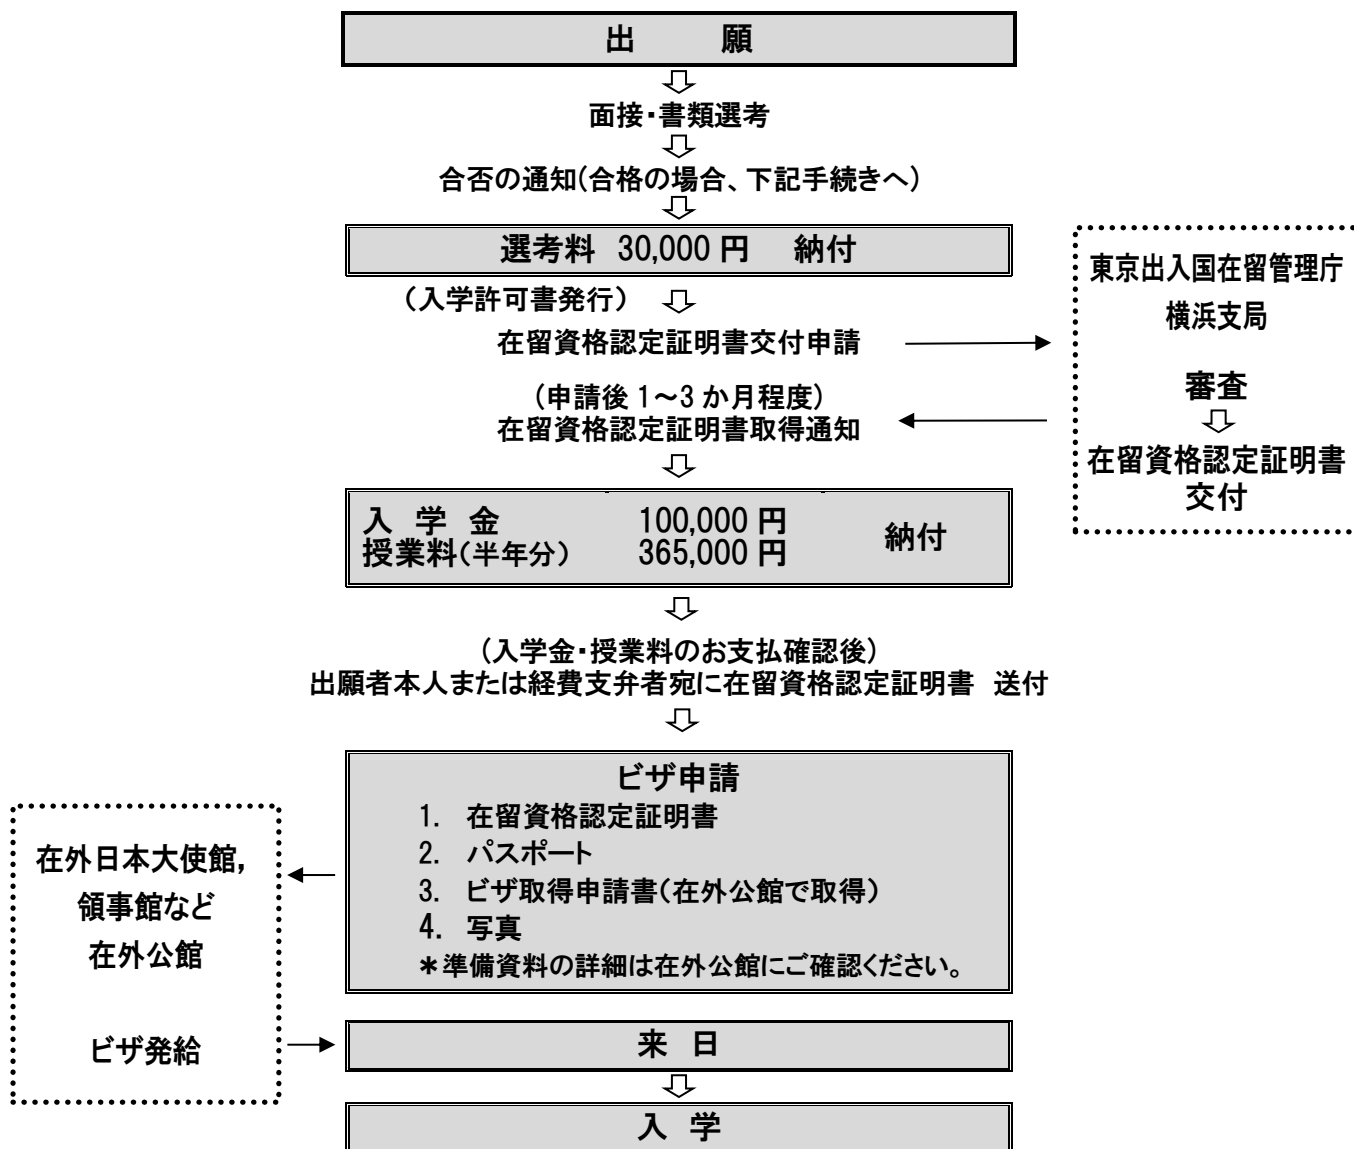 出　　願
面接・書類選考
合否の通知(合格の場合、下記手続きへ)
選考料　30,000 円　納付
(入学許可書発行)
在留資格認定証明書交付申請
東京出入国在留管理庁
横浜支局
審査
在留資格認定証明書
交付
(申請後 1～3 か月程度)
在留資格認定証明書取得通知
入 学 金　100,000 円
授業料(半年分)　365,000 円
納付
(入学金・授業料のお支払確認後)
出願者本人または経費支弁者宛に在留資格認定証明書　送付
ビザ申請
1.　在留資格認定証明書
2.　パスポート
3.　ビザ取得申請書(在外公館で取得)
4.　写真
＊準備資料の詳細は在外公館にご確認ください。
在外日本大使館,
領事館など
在外公館
ビザ発給
来 日
入 学